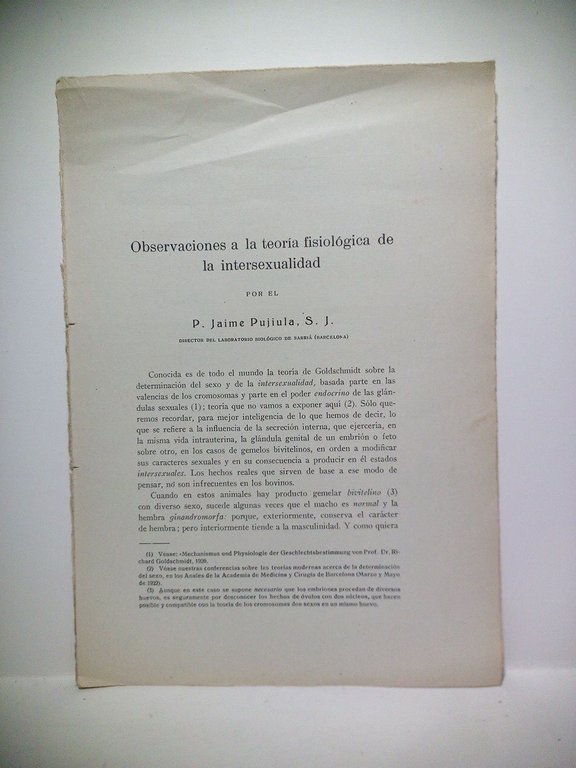 Observaciones a la teoría fisiológica de
la intersexualidad
POR EL
P. Jaime Pujiula, S. J.
DIRECTOR DEL LABORATORIO BIOLÓGICO DE SARRIÁ (BARCELONA)
Conocida es de todo el mundo la teoría de Goldschmidt sobre la
determinación del sexo y de la intersexualidad, basada parte en las
valencias de los cromosomas y parte en el poder endocrino de las glán-
dulas sexuales (1); teoría que no vamos a exponer aquí (2). Sólo que-
remos recordar, para mejor inteligencia de lo que hemos de decir, lo
que se refiere a la influencia de la secreción interna, que ejercería, en
la misma vida intrauterina, la glándula genital de un embrión o feto
sobre otro, en los casos de gemelos bivitelinos, en orden a modificar
sus caracteres sexuales y en su consecuencia a producir en él estados
intersexuales. Los hechos reales que sirven de base a ese modo de
pensar, nó son infrecuentes en los bovinos.
Cuando en estos animales hay producto gemelar bivitelino (3)
con diverso sexo, sucede algunas veces que el macho es normal y la
hembra ginandromorfa: porque, exteriormente, conserva el carácter
de hembra; pero interiormente tiende a la masculinidad. Y como quiera
(1) Véase: «Mechanismus und Physiologie der Geschlechtsbestimmung von Prof. Dr. Ri-
chard Goldschmidt, 1920.
(2) Véase nuestras conferencias sobre las teorías modernas acerca de la determinación
del sexo, en los Anales de la Academia de Medicina y Cirugía de Barcelona (Marzo y Mayo
de 1922).
(3) Aunque en este caso se supone necesario que los embriones procedan de diversos
huevos, es seguramente por desconocer los hechos de óvulos con dos núcleos, que hacen
posible y compatible con la teoría de los cromosomas dos sexos en un mismo huevo.